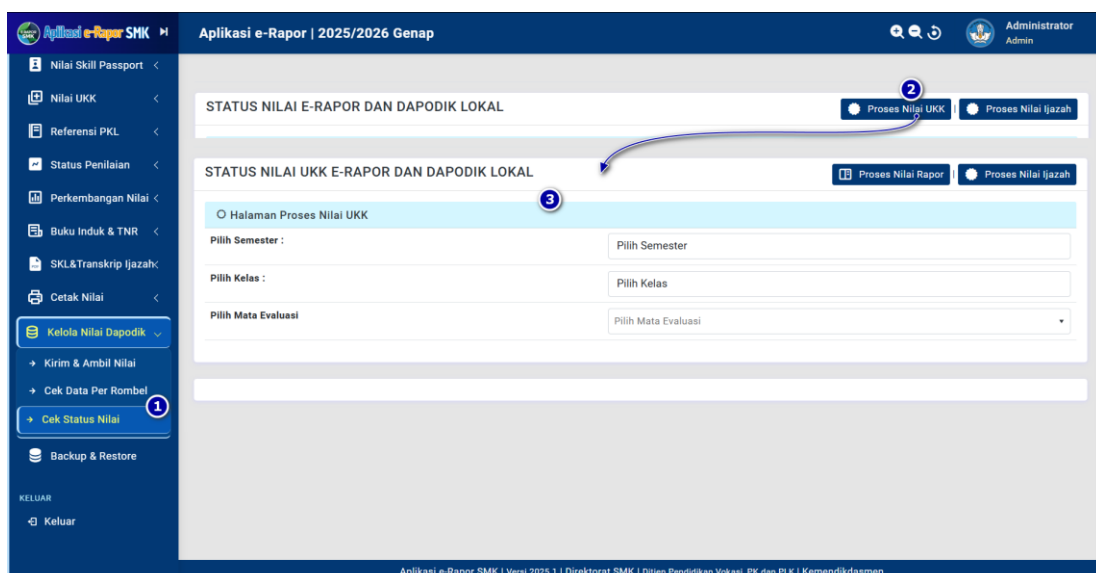 Aplikasi e-Rapor SMK
Aplikasi e-Rapor | 2025/2026 Genap
Administrator
Admin
Nilai Skill Passport
Nilai UKK
Referensi PKL
Status Penilaian
Perkembangan Nilai
Buku Induk & TNR
SKL&Transkrip Ijazah
Cetak Nilai
Kelola Nilai Dapodik
Kirim & Ambil Nilai
Cek Data Per Rombel
1
Cek Status Nilai
Backup & Restore
KELUAR
Keluar
STATUS NILAI E-RAPOR DAN DAPODIK LOKAL
2
Proses Nilai UKK | Proses Nilai Ijazah
STATUS NILAI UKK E-RAPOR DAN DAPODIK LOKAL
Proses Nilai Rapor | Proses Nilai Ijazah
3
Halaman Proses Nilai UKK
Pilih Semester :
Pilih Semester
Pilih Kelas :
Pilih Kelas
Pilih Mata Evaluasi
Pilih Mata Evaluasi
Aplikasi e-Rapor SMK | Versi 2025.1 | Direktorat SMK | Ditjen Pendidikan Vokasi, PK dan PLK | Kemendikdasmen